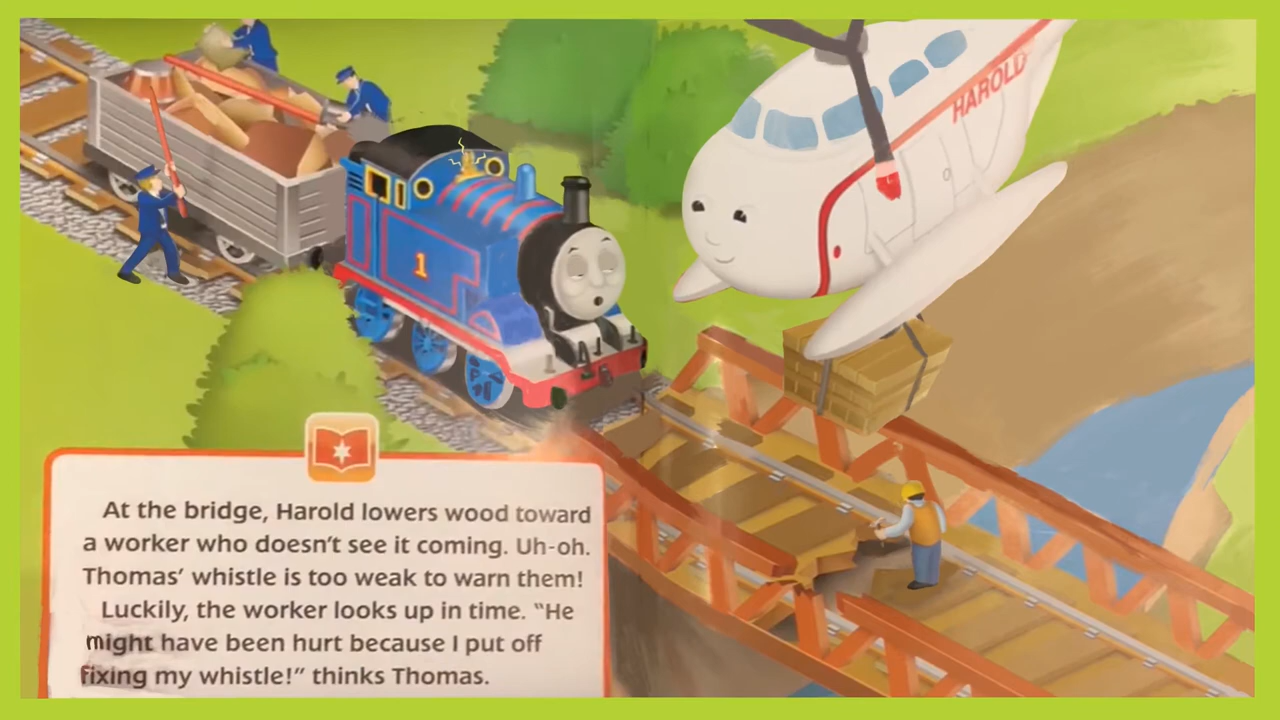 HAROLD
1
At the bridge, Harold lowers wood toward
a worker who doesn't see it coming. Uh-oh.
Thomas' whistle is too weak to warn them!
Luckily, the worker looks up in time. "He
might have been hurt because I put off
fixing my whistle!" thinks Thomas.